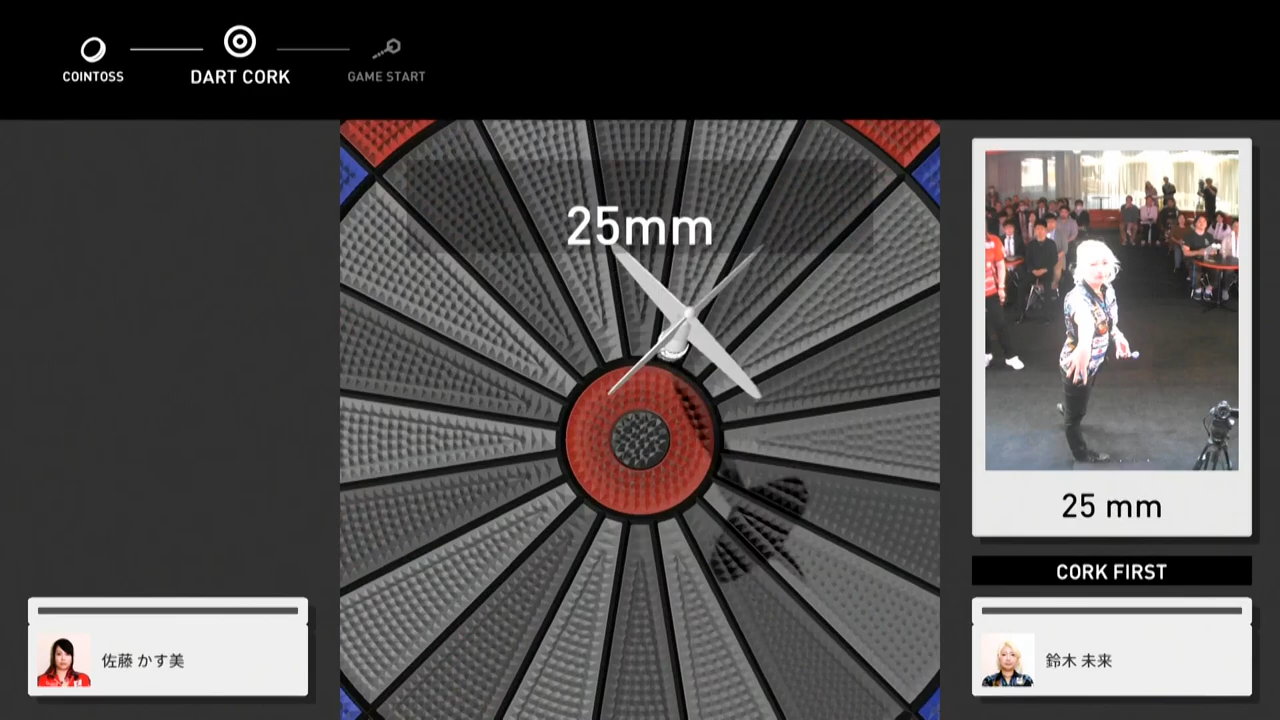 COINTOSS
DART CORK
GAME START
25mm
25 mm
CORK FIRST
佐藤 かす美
鈴木 未来